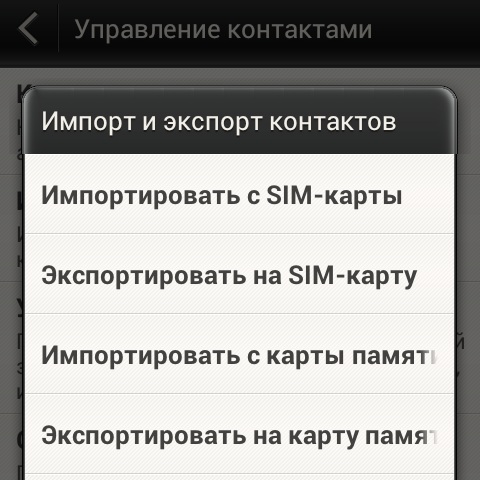 Управление контактами
Импорт и экспорт контактов
Импортировать с SIM-карты
Экспортировать на SIM-карту
Импортировать с карты памяти
Экспортировать на карту памят